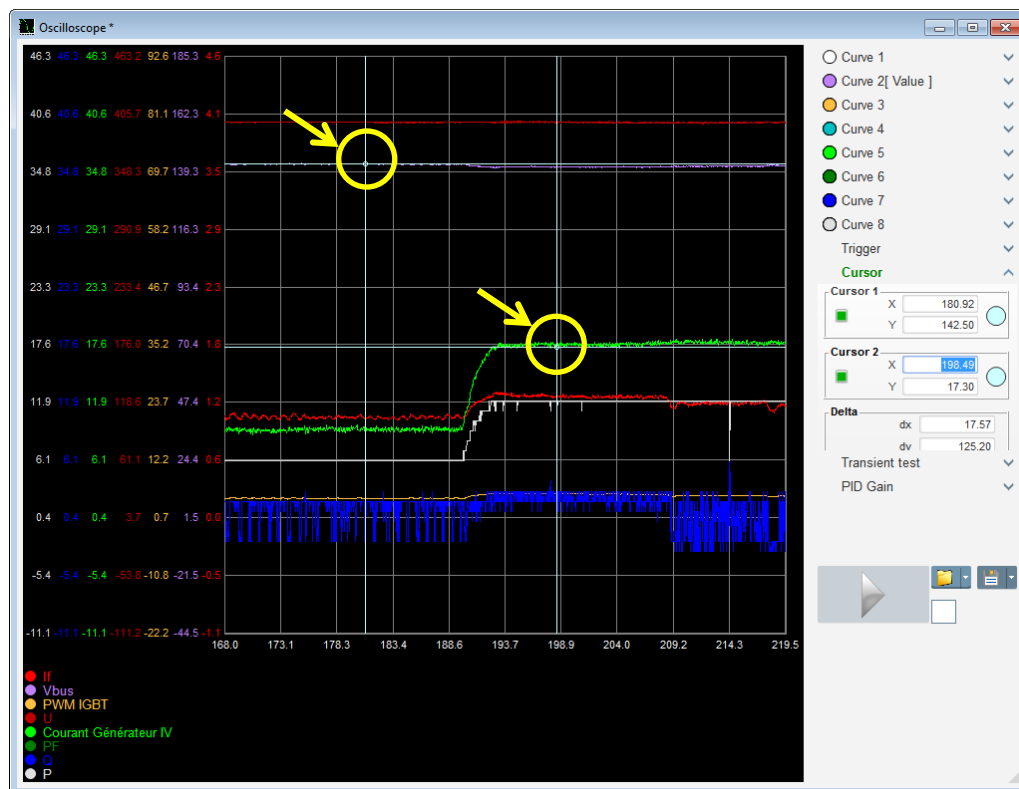 Oscilloscope *
46.3 46.3 46.3 463.2 92.6 185.3 4.6
40.6 40.6 40.6 405.7 81.1 162.3 4.1
34.8 34.8 34.8 348.3 69.7 139.3 3.5
29.1 29.1 29.1 290.9 58.2 116.3 2.9
23.3 23.3 23.3 233.4 46.7 93.4 2.3
17.6 17.6 17.6 176.0 35.2 70.4 1.8
11.9 11.9 11.9 118.6 23.7 47.4 1.2
6.1 6.1 6.1 61.1 12.2 24.4 0.6
0.4 0.4 0.4 3.7 0.7 1.5 0.0
-5.4 -5.4 -5.4 -53.8 -10.8 -21.5 -0.5
-11.1 -11.1 -11.1 -111.2 -22.2 -44.5 -1.1
168.0 173.1 178.3 183.4 188.6 193.7 198.9 204.0 209.2 214.3 219.5
If
Vbus
PWM IGBT
U
Courant Générateur IV
PF
Q
P
Curve 1
Curve 2[ Value ]
Curve 3
Curve 4
Curve 5
Curve 6
Curve 7
Curve 8
Trigger
Cursor
Cursor 1
X 180.92
Y 142.50
Cursor 2
X 198.49
Y 17.30
Delta
dx 17.57
dy 125.20
Transient test
PID Gain